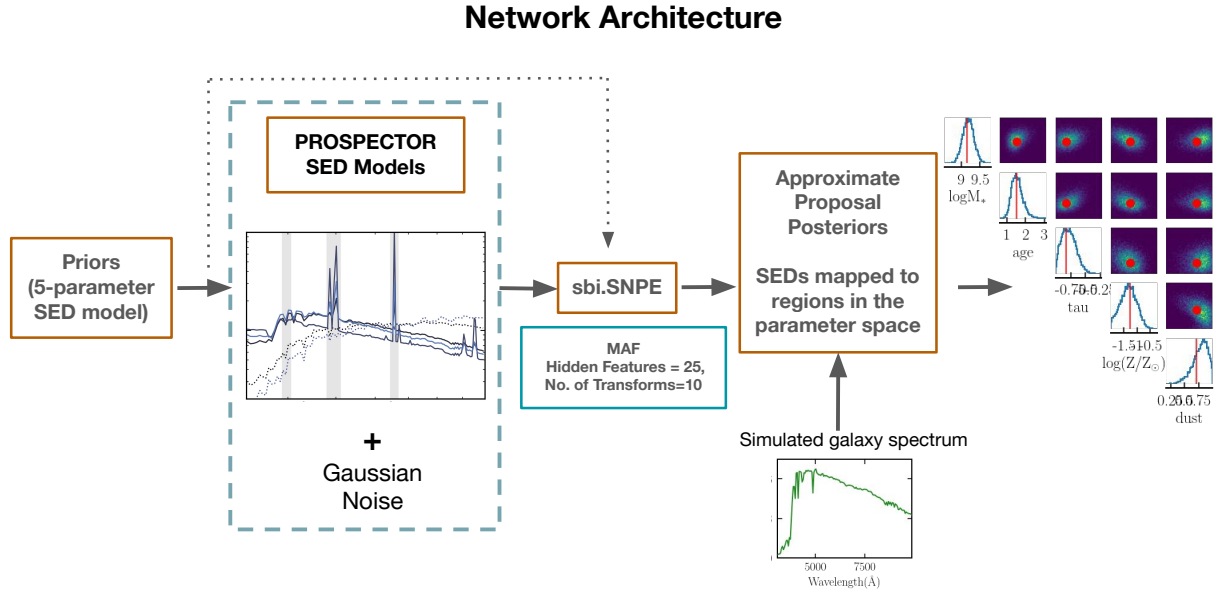 Network Architecture
PROSPECTOR
SED Models
Priors
(5-parameter
SED model)
+
Gaussian
Noise
sbi.SNPE
MAF
Hidden Features = 25,
No. of Transforms=10
Approximate
Proposal
Posteriors
SEDs mapped to
regions in the
parameter space
Simulated galaxy spectrum
5000 7500
Wavelength(Å)
9 9.5
logM*
1 2 3
age
tau
log(Z/Z☉)
dust